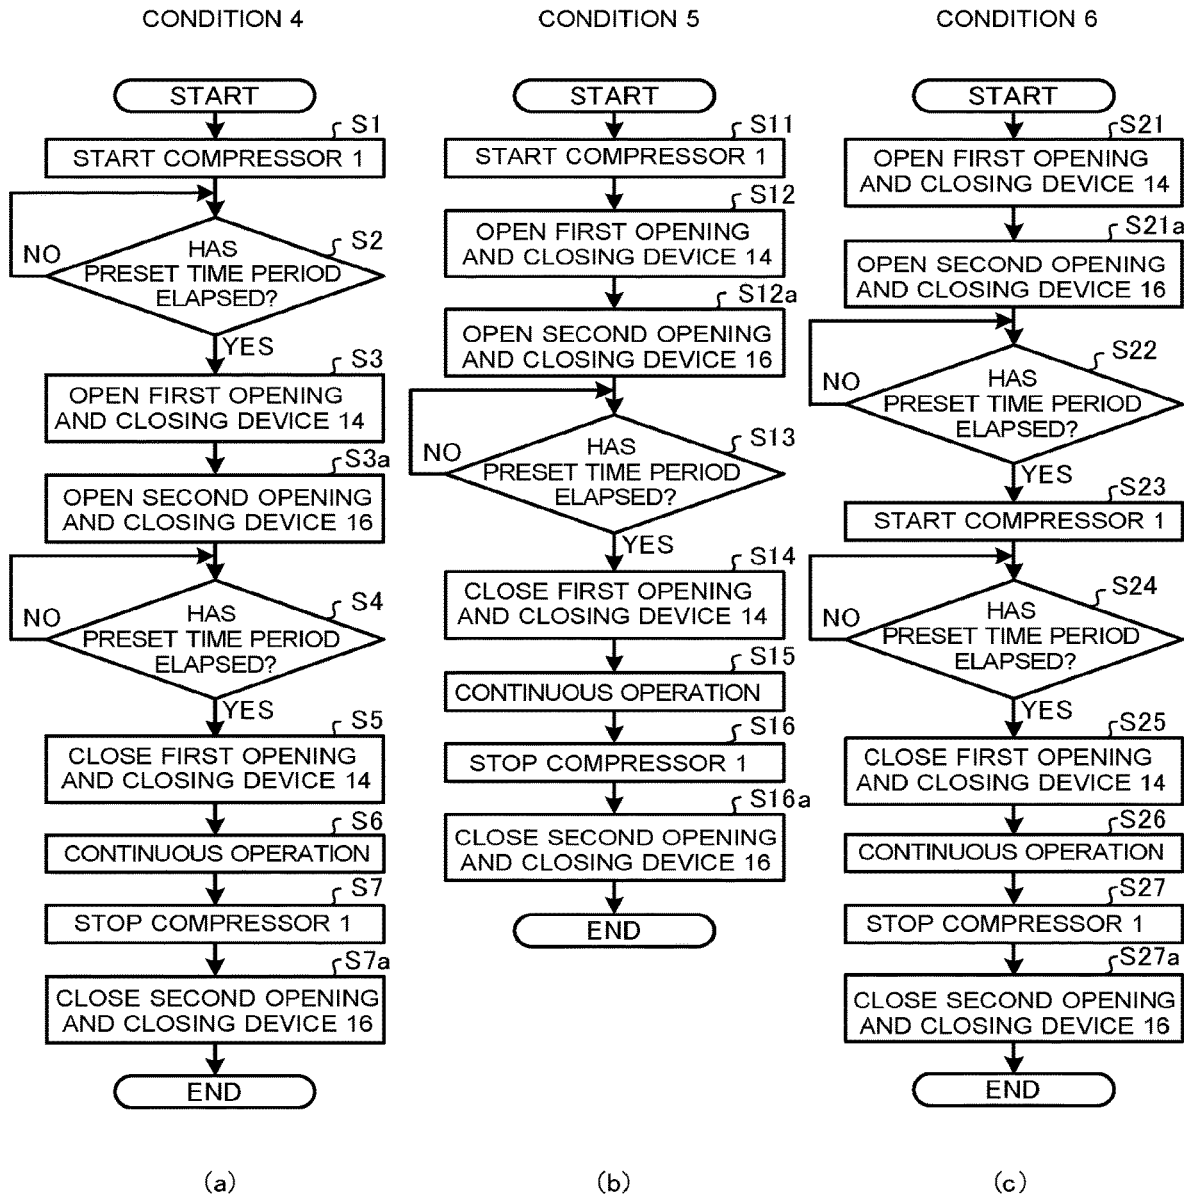 CONDITION 4
START
S1
START COMPRESSOR 1
S2
HAS
PRESET TIME PERIOD
ELAPSED?
NO
YES
S3
OPEN FIRST OPENING
AND CLOSING DEVICE 14
S3a
OPEN SECOND OPENING
AND CLOSING DEVICE 16
S4
HAS
PRESET TIME PERIOD
ELAPSED?
NO
YES
S5
CLOSE FIRST OPENING
AND CLOSING DEVICE 14
S6
CONTINUOUS OPERATION
S7
STOP COMPRESSOR 1
S7a
CLOSE SECOND OPENING
AND CLOSING DEVICE 16
END
(a)
CONDITION 5
START
S11
START COMPRESSOR 1
S12
OPEN FIRST OPENING
AND CLOSING DEVICE 14
S12a
OPEN SECOND OPENING
AND CLOSING DEVICE 16
S13
HAS
PRESET TIME PERIOD
ELAPSED?
NO
YES
S14
CLOSE FIRST OPENING
AND CLOSING DEVICE 14
S15
CONTINUOUS OPERATION
S16
STOP COMPRESSOR 1
S16a
CLOSE SECOND OPENING
AND CLOSING DEVICE 16
END
(b)
CONDITION 6
START
S21
OPEN FIRST OPENING
AND CLOSING DEVICE 14
S21a
OPEN SECOND OPENING
AND CLOSING DEVICE 16
S22
HAS
PRESET TIME PERIOD
ELAPSED?
NO
YES
S23
START COMPRESSOR 1
S24
HAS
PRESET TIME PERIOD
ELAPSED?
NO
YES
S25
CLOSE FIRST OPENING
AND CLOSING DEVICE 14
S26
CONTINUOUS OPERATION
S27
STOP COMPRESSOR 1
S27a
CLOSE SECOND OPENING
AND CLOSING DEVICE 16
END
(c)